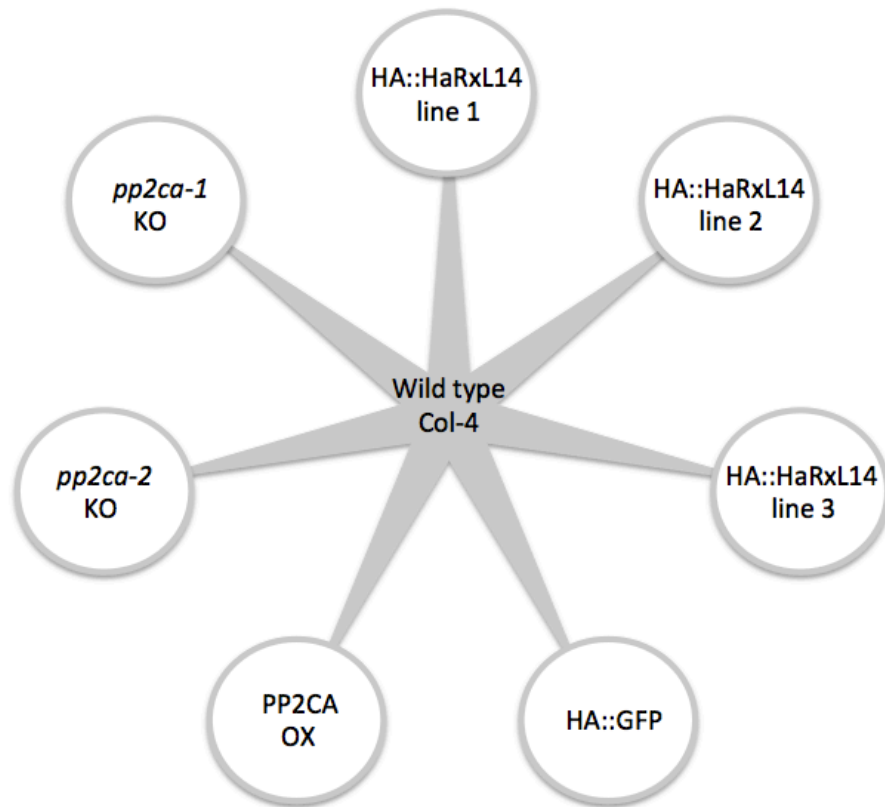 HA::HaRxL14
line 1
HA::HaRxL14
line 2
HA::HaRxL14
line 3
HA::GFP
PP2CA
OX
pp2ca-2
KO
pp2ca-1
KO
Wild type
Col-4